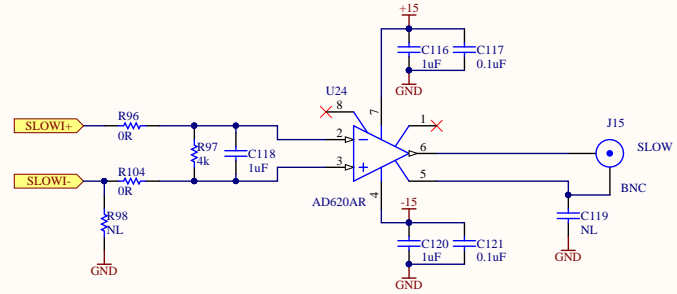 +15
C116
1uF
C117
0.1uF
GND
U24
8
7
1
J15
SLOWI+
R96
0R
R97
4k
C118
1uF
2
3
6
5
4
SLOW
BNC
SLOWI-
R104
0R
R98
NL
GND
AD620AR
-15
C120
1uF
C121
0.1uF
GND
C119
NL
GND